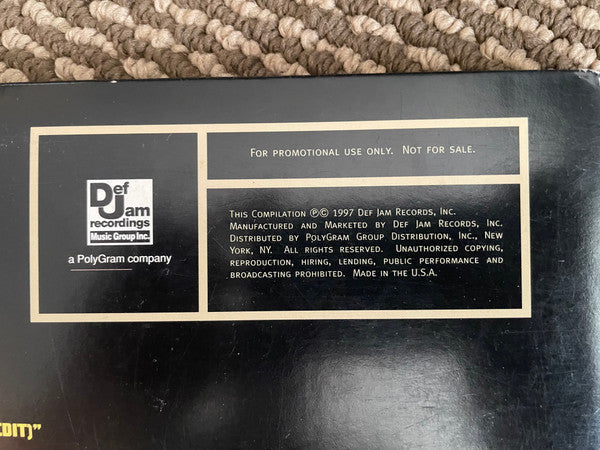 Def
Jam
recordings
Music Group Inc.
a PolyGram company
FOR PROMOTIONAL USE ONLY. NOT FOR SALE.
THIS COMPILATION ℗© 1997 DEF JAM RECORDS, INC.
MANUFACTURED AND MARKETED BY DEF JAM RECORDS, INC.
DISTRIBUTED BY POLYGRAM GROUP DISTRIBUTION, INC., NEW
YORK, NY. ALL RIGHTS RESERVED. UNAUTHORIZED COPYING,
REPRODUCTION, HIRING, LENDING, PUBLIC PERFORMANCE AND
BROADCASTING PROHIBITED. MADE IN THE U.S.A.
EDIT)"